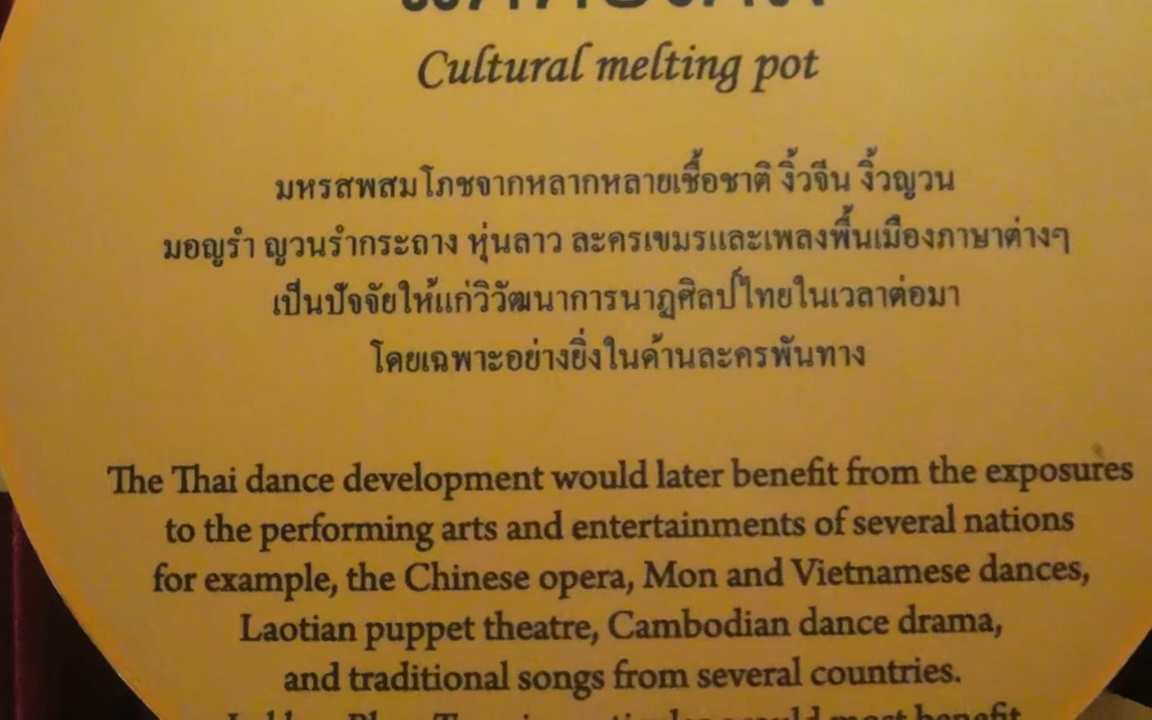 Cultural melting pot
มหรสพสมโภชจากหลากหลายเชื้อชาติ งิ้วจีน งิ้วญวน
มอญรำ ญวนรำกระถาง หุ่นลาว ละครเขมรและเพลงพื้นเมืองภาษาต่างๆ
เป็นปัจจัยให้แก่วิวัฒนาการนาฏศิลป์ไทยในเวลาต่อมา
โดยเฉพาะอย่างยิ่งในด้านละครพันทาง
The Thai dance development would later benefit from the exposures
to the performing arts and entertainments of several nations
for example, the Chinese opera, Mon and Vietnamese dances,
Laotian puppet theatre, Cambodian dance drama,
and traditional songs from several countries.